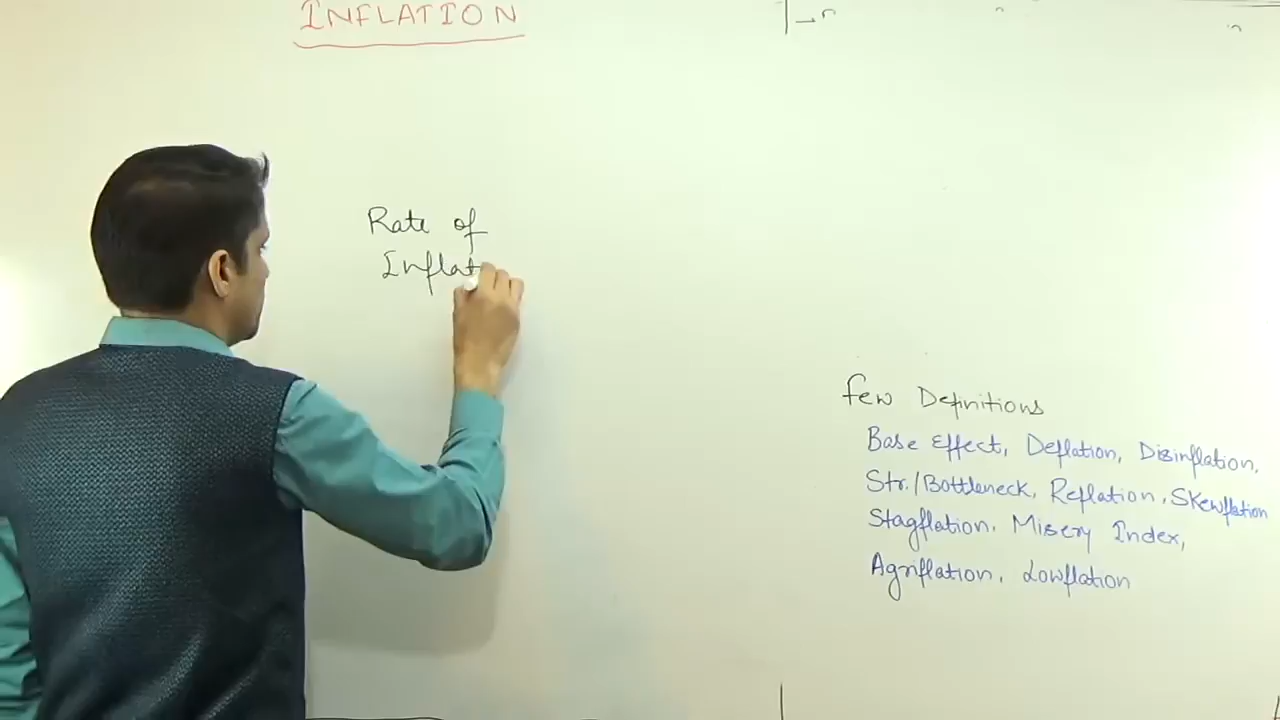 INFLATION
Rate of
Inflat
Few Definitions
Base Effect, Deflation, Disinflation,
Str./Bottleneck, Reflation, Skewflation
Stagflation, Misery Index,
Agriflation, Lowflation